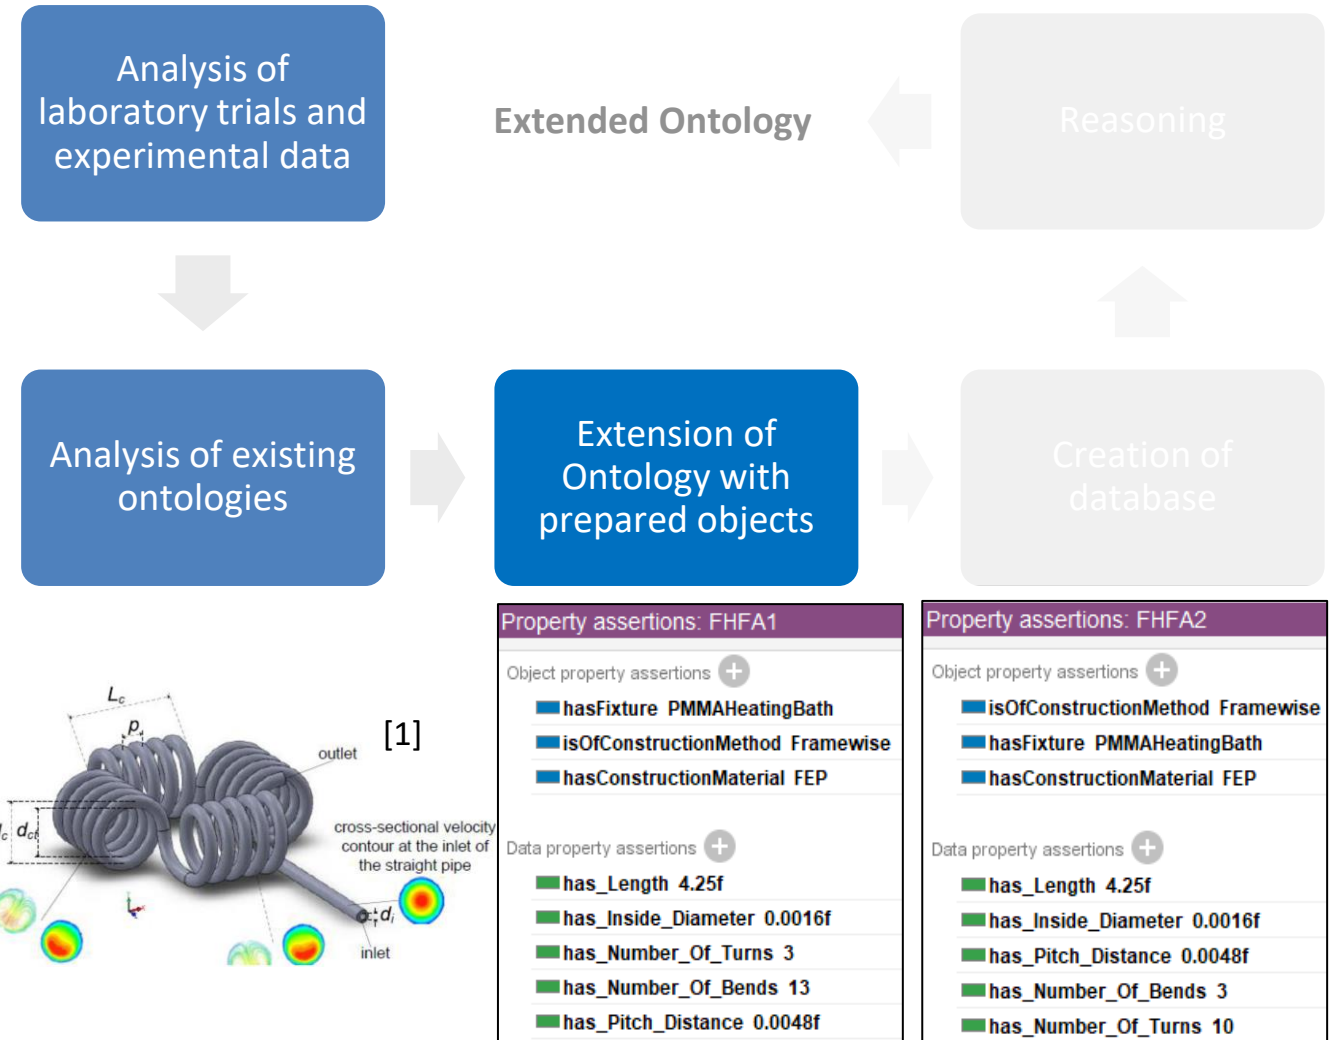 Analysis of
laboratory trials and
experimental data
Extended Ontology
Reasoning
Analysis of existing
ontologies
Extension of
Ontology with
prepared objects
Creation of
database
L_c
p
[1]
outlet
d_ct
cross-sectional velocity
contour at the inlet of
the straight pipe
d_i
inlet
Property assertions: FHFA1
Object property assertions
hasFixture PMMAHeatingBath
isOfConstructionMethod Framewise
hasConstructionMaterial FEP
Data property assertions
has_Length 4.25f
has_Inside_Diameter 0.0016f
has_Number_Of_Turns 3
has_Number_Of_Bends 13
has_Pitch_Distance 0.0048f
Property assertions: FHFA2
Object property assertions
isOfConstructionMethod Framewise
hasFixture PMMAHeatingBath
hasConstructionMaterial FEP
Data property assertions
has_Length 4.25f
has_Inside_Diameter 0.0016f
has_Pitch_Distance 0.0048f
has_Number_Of_Bends 3
has_Number_Of_Turns 10